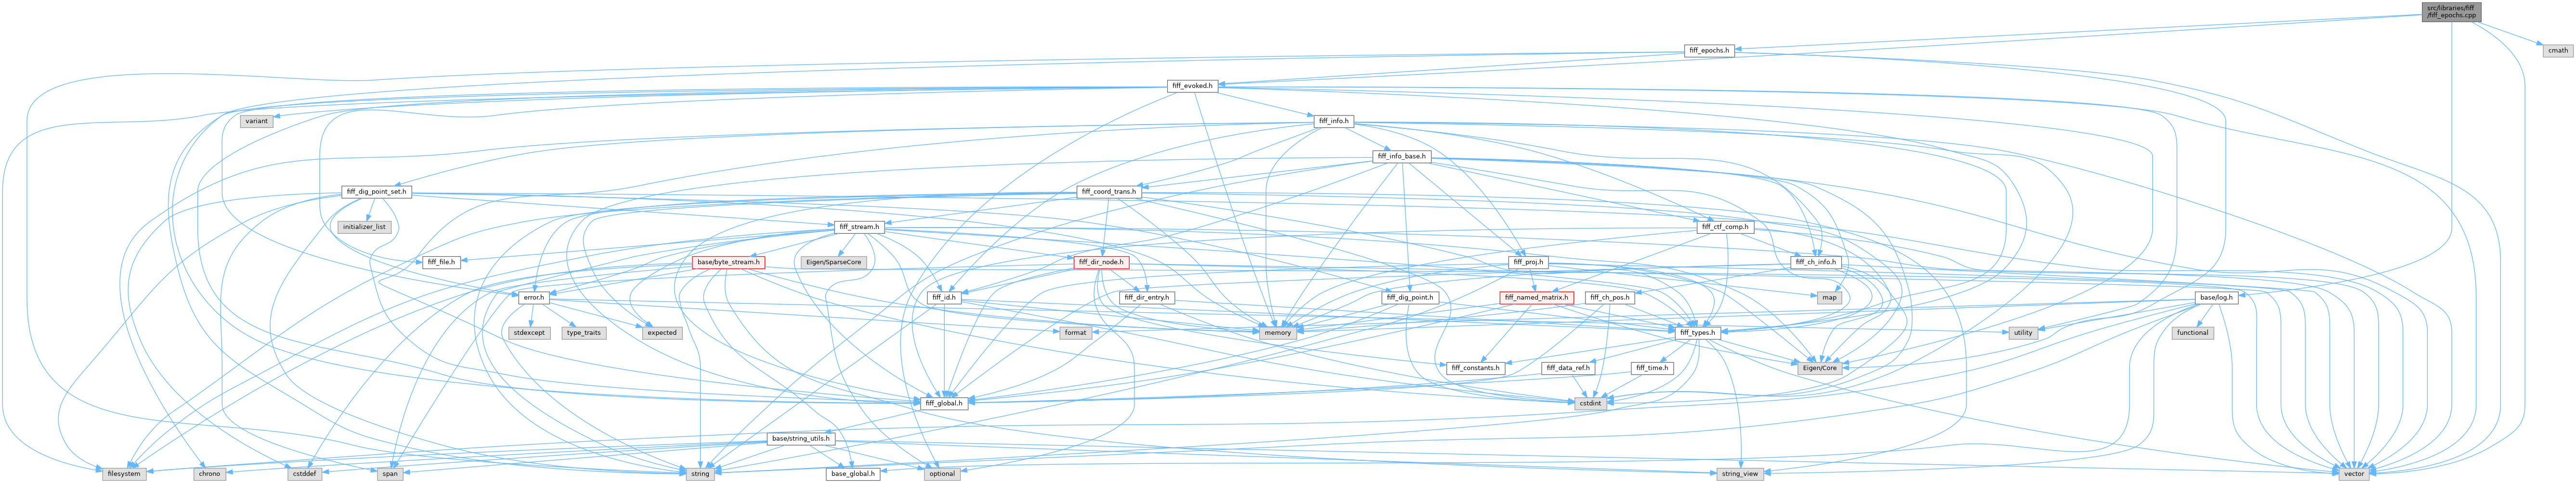 src/libraries/fiff
/fiff_epochs.cpp
fiff_epochs.h
cmath
fiff_evoked.h
variant
fiff_info.h
fiff_info_base.h
fiff_dig_point_set.h
fiff_coord_trans.h
initializer_list
fiff_stream.h
fiff_ctf_comp.h
fiff_file.h
base/byte_stream.h
Eigen/SparseCore
fiff_dir_node.h
fiff_proj.h
fiff_ch_info.h
error.h
fiff_id.h
fiff_dir_entry.h
fiff_dig_point.h
fiff_named_matrix.h
fiff_ch_pos.h
map
base/log.h
stdexcept
type_traits
expected
format
memory
fiff_types.h
utility
functional
fiff_constants.h
fiff_data_ref.h
fiff_time.h
Eigen/Core
fiff_global.h
cstdint
base/string_utils.h
filesystem
chrono
cstddef
span
string
base_global.h
optional
string_view
vector